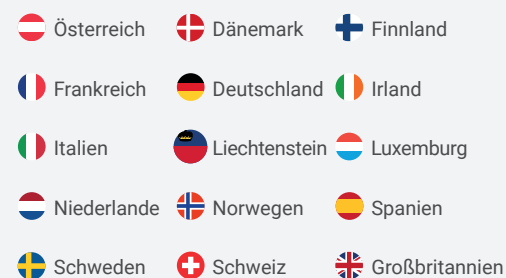 Österreich Dänemark Finnland
Frankreich Deutschland Irland
Italien Liechtenstein Luxemburg
Niederlande Norwegen Spanien
Schweden Schweiz Großbritannien